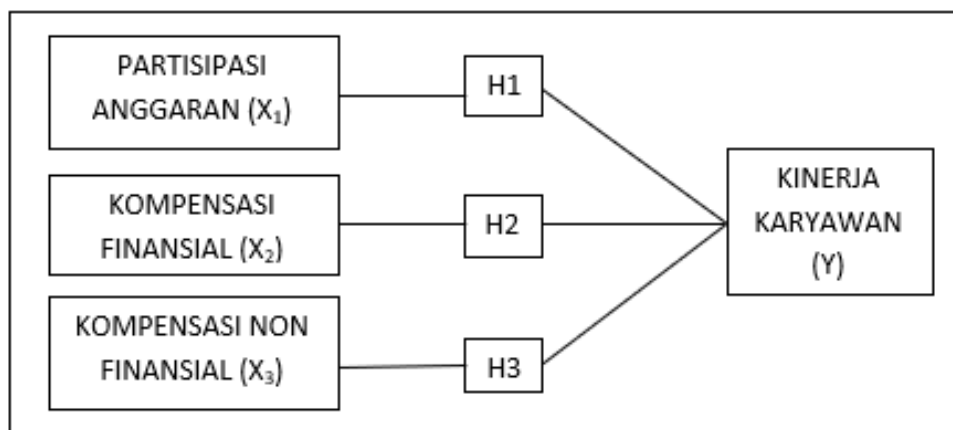 PARTISIPASI
ANGGARAN (X₁)
H1
KOMPENSASI
FINANSIAL (X₂)
H2
KOMPENSASI NON
FINANSIAL (X₃)
H3
KINERJA
KARYAWAN
(Y)